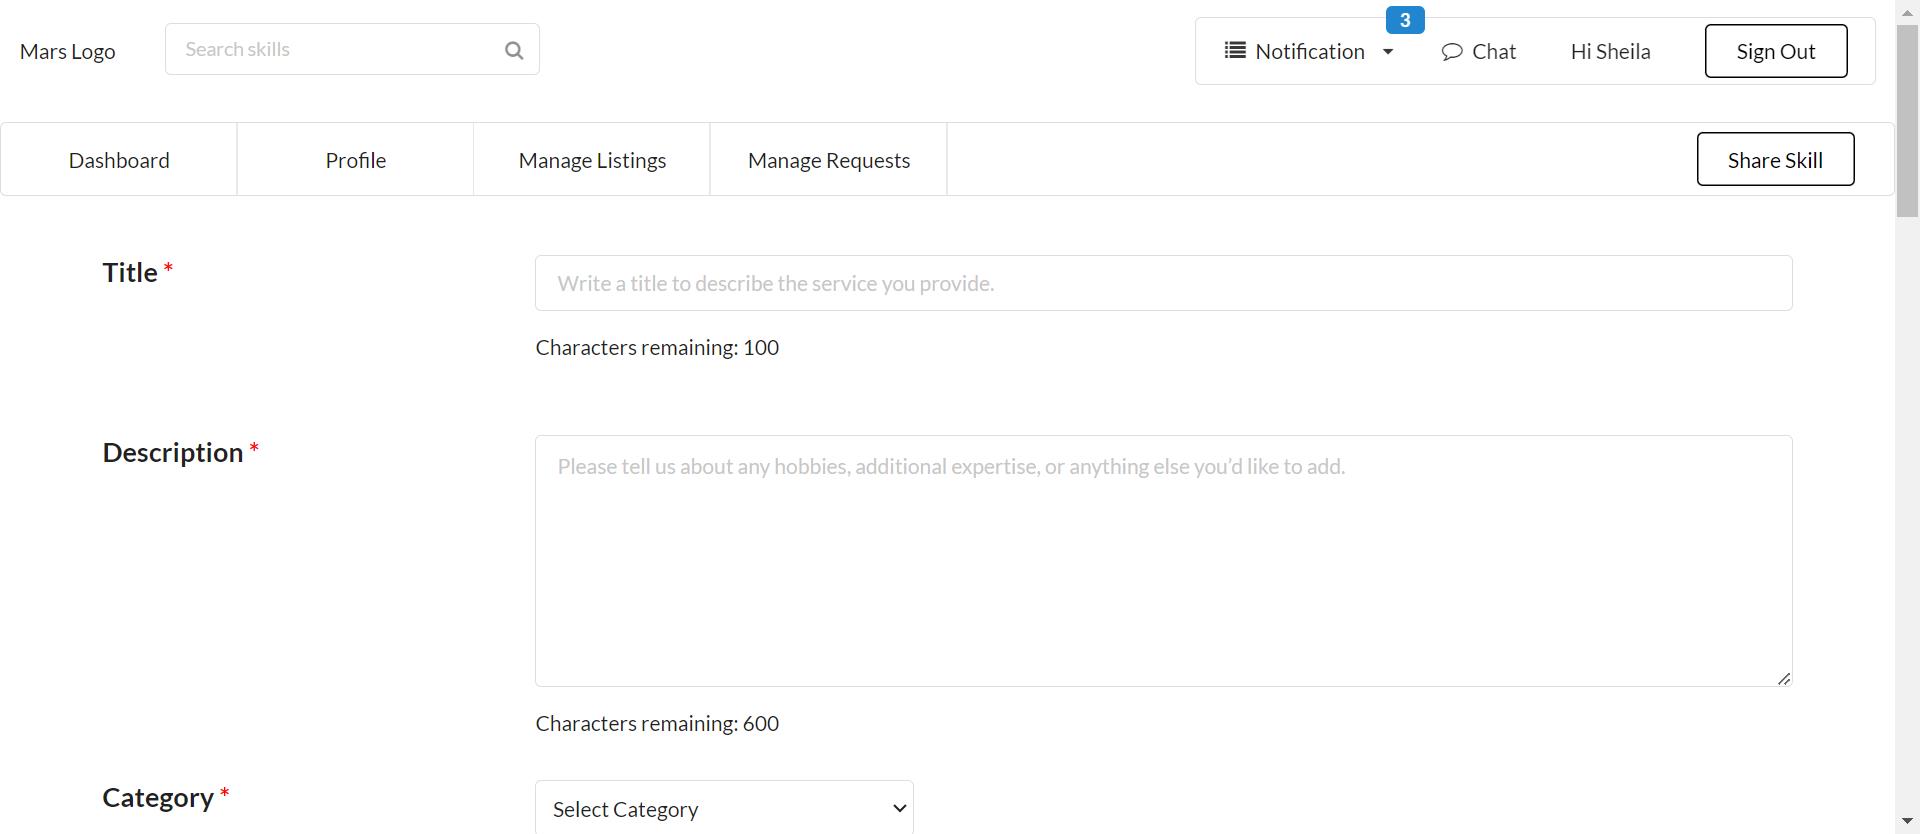 Mars Logo
Search skills
Notification
3
Chat
Hi Sheila
Sign Out
Dashboard
Profile
Manage Listings
Manage Requests
Share Skill
Title *
Write a title to describe the service you provide.
Characters remaining: 100
Description *
Please tell us about any hobbies, additional expertise, or anything else you’d like to add.
Characters remaining: 600
Category *
Select Category